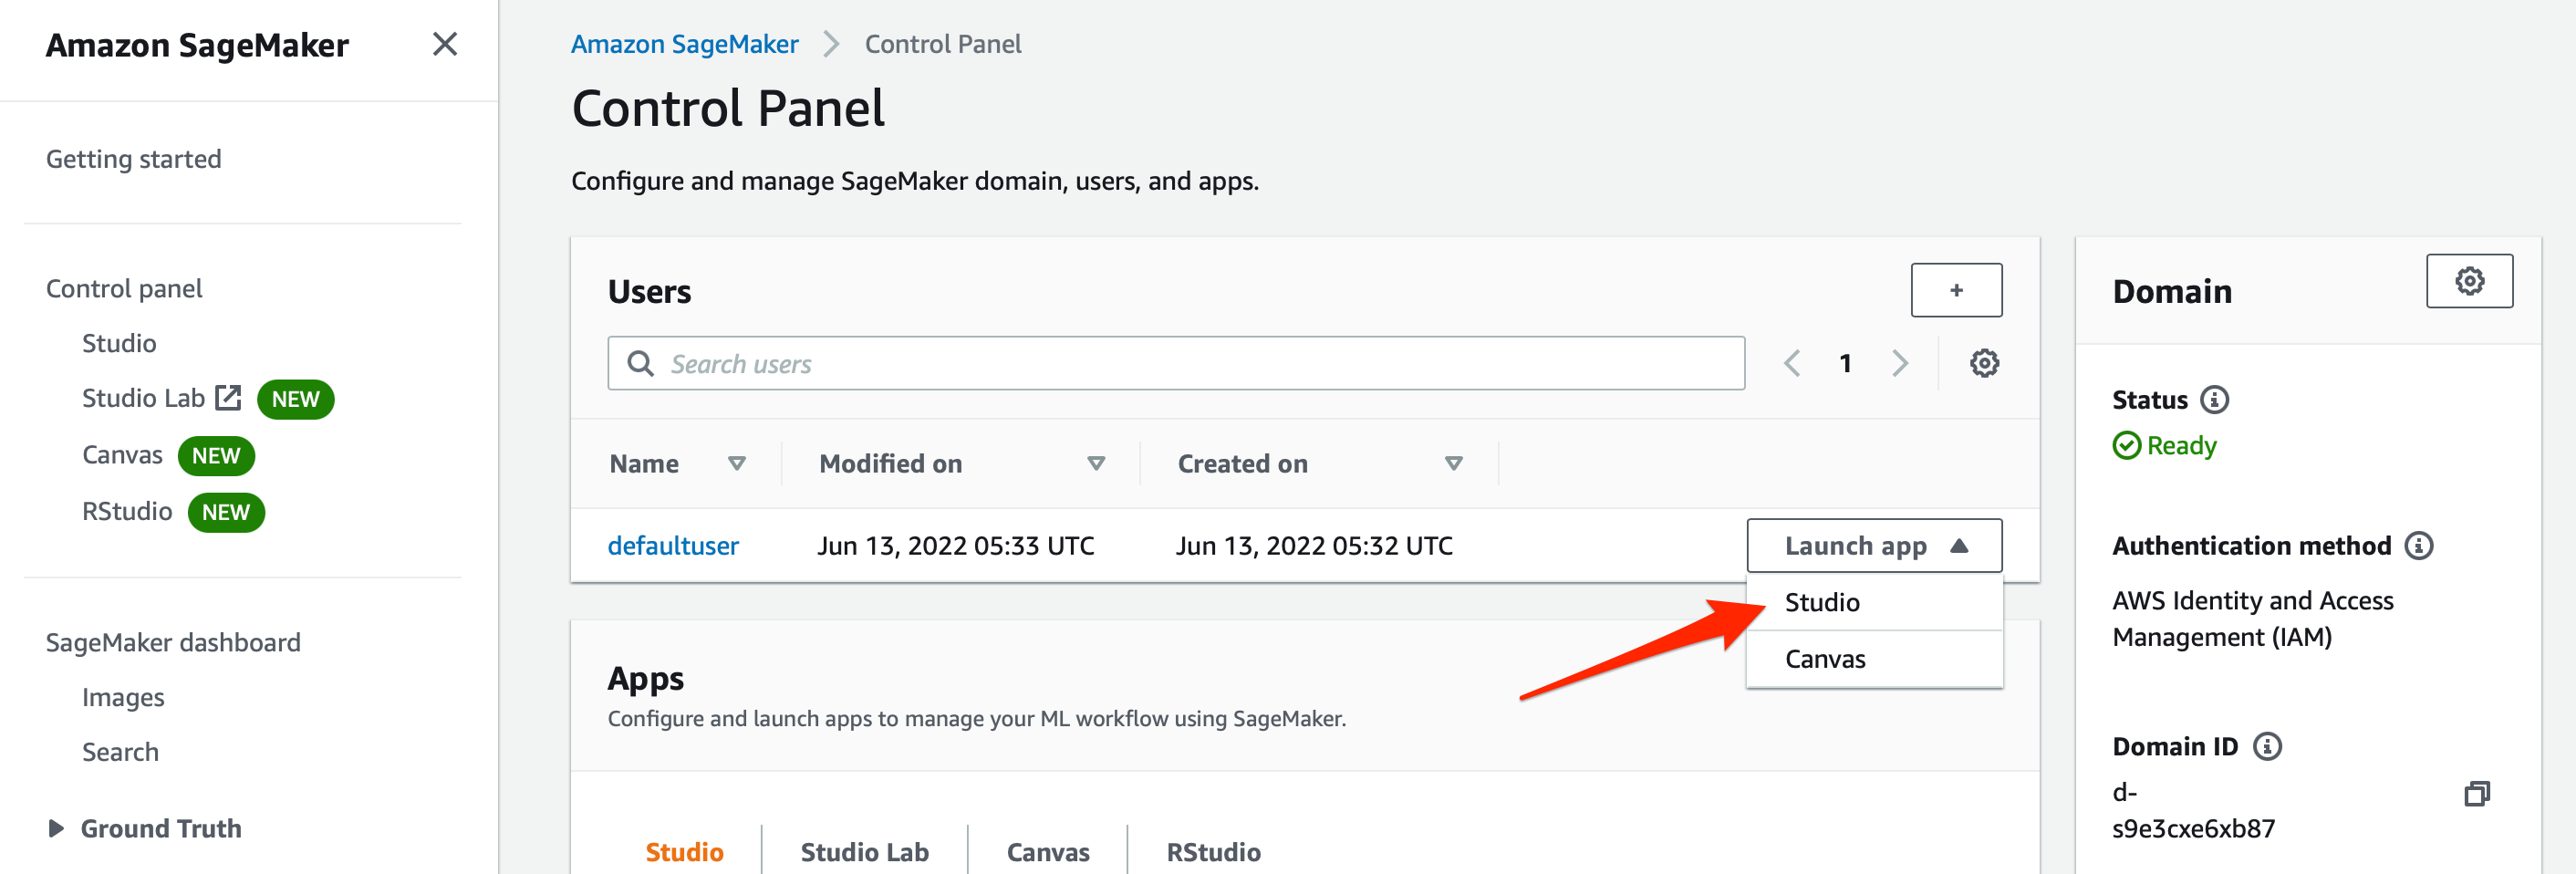 Amazon SageMaker
Getting started
Control panel
Studio
Studio Lab NEW
Canvas NEW
RStudio NEW
SageMaker dashboard
Images
Search
Ground Truth
Amazon SageMaker Control Panel
Control Panel
Configure and manage SageMaker domain, users, and apps.
Users +
Search users 1
Name Modified on Created on
defaultuser Jun 13, 2022 05:33 UTC Jun 13, 2022 05:32 UTC Launch app
Studio
Canvas
Apps
Configure and launch apps to manage your ML workflow using SageMaker.
Studio Studio Lab Canvas RStudio
Domain
Status
Ready
Authentication method
AWS Identity and Access
Management (IAM)
Domain ID
d-
s9e3cxe6xb87